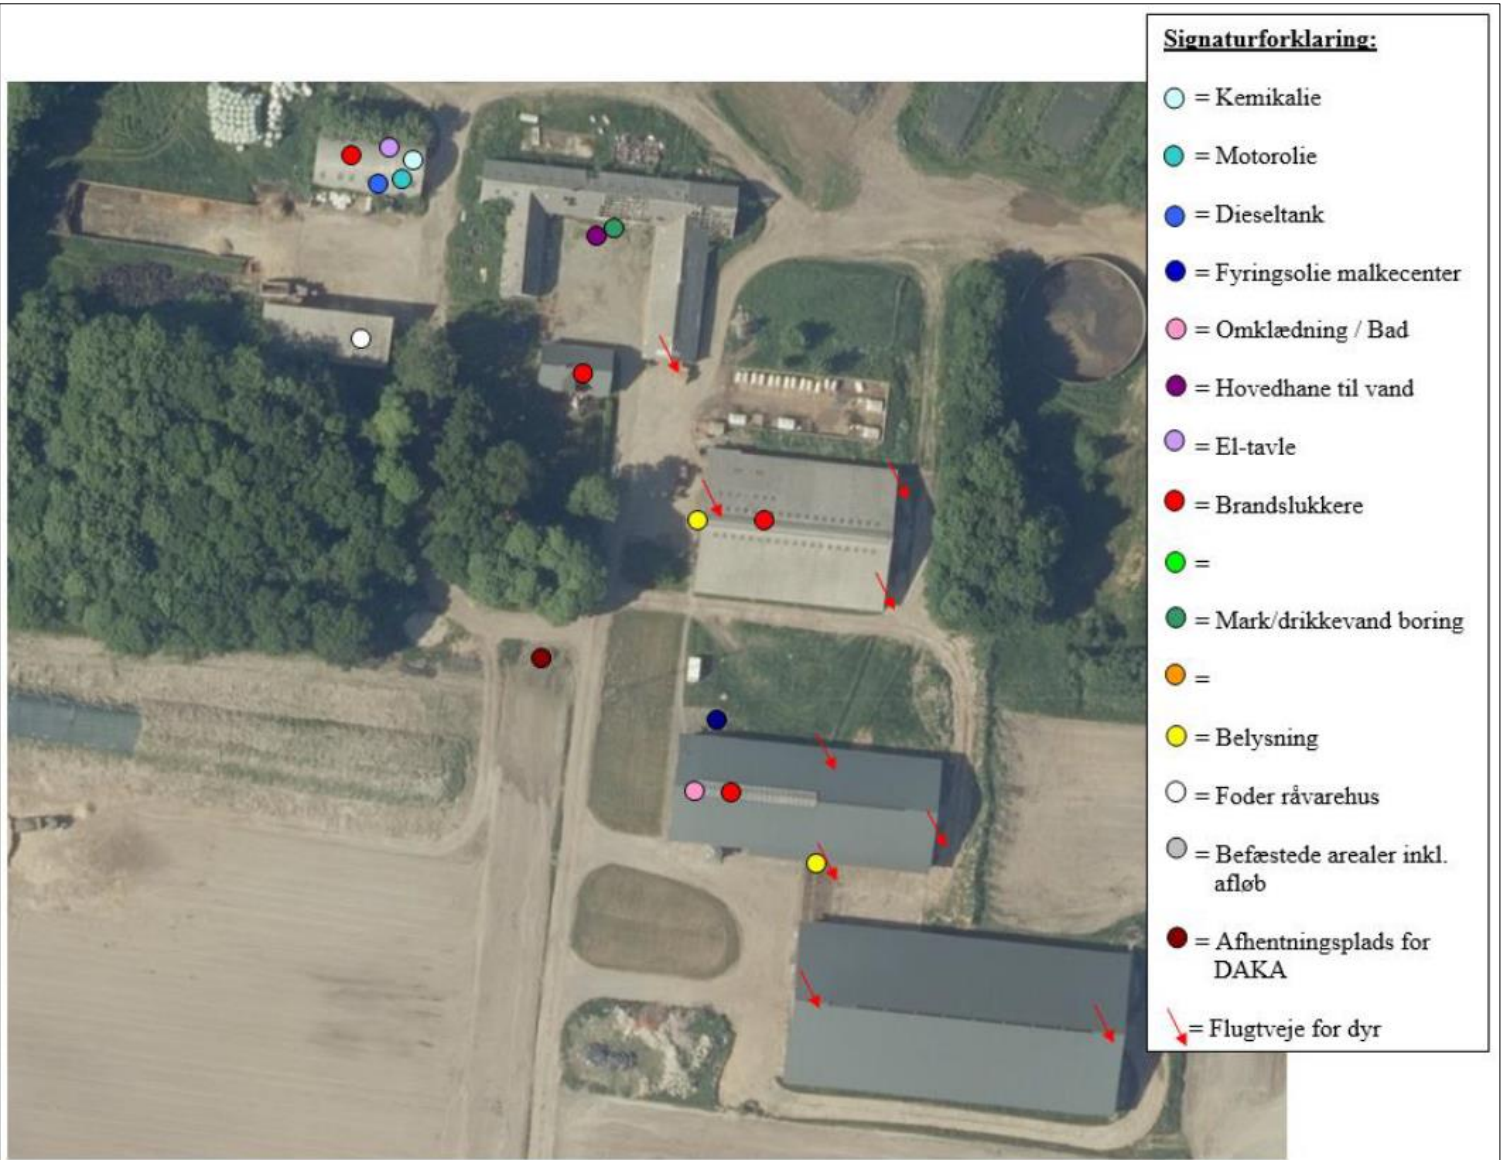 Signaturforklaring:
= Kemikalie
= Motorolie
= Dieseltank
= Fyringsolie malkecenter
= Omklædning / Bad
= Hovedhane til vand
= El-tavle
= Brandslukkere
=
= Mark/drikkevand boring
=
= Belysning
= Foder råvarehus
= Befæstede arealer inkl.
afløb
= Afhentningsplads for
DAKA
= Flugtveje for dyr